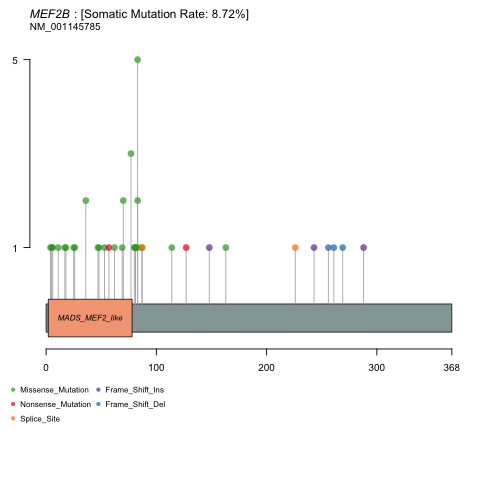 MEF2B : [Somatic Mutation Rate: 8.72%]
NM_001145785
5
1
MADS_MEF2_like
0 100 200 300 368
Missense_Mutation Frame_Shift_Ins
Nonsense_Mutation Frame_Shift_Del
Splice_Site